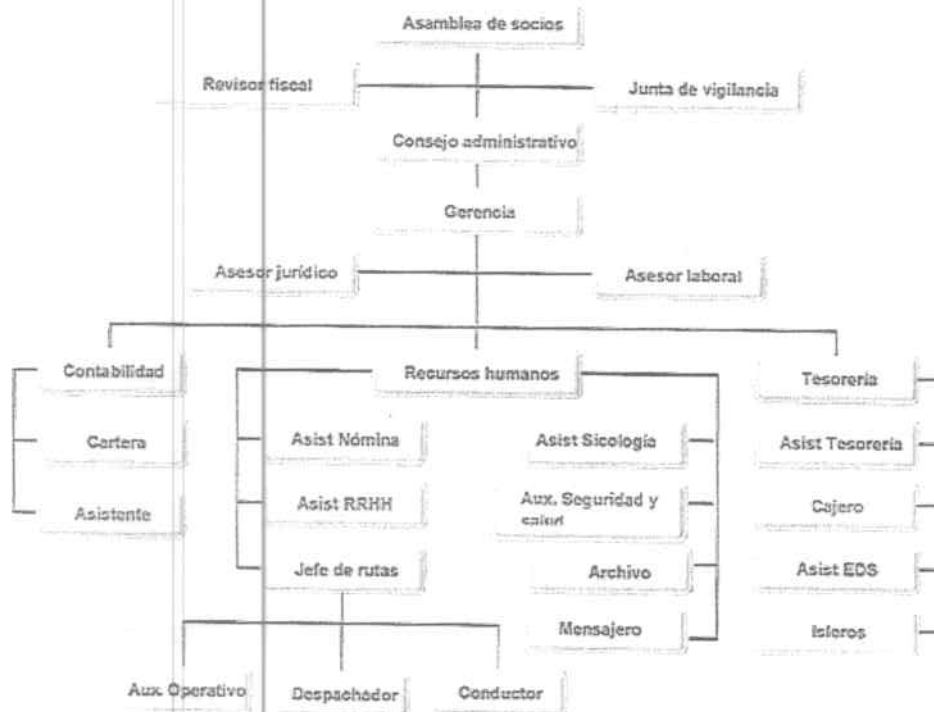 Asamblea de socios
Revisor fiscal
Junta de vigilancia
Consejo administrativo
Gerencia
Asesor jurídico
Asesor laboral
Contabilidad
Recursos humanos
Tesorería
Cartera
Asist Nómina
Asist Sicología
Asist Tesorería
Asistente
Asist RRHH
Aux. Seguridad y
salud
Cajero
Jefe de rutas
Archivo
Asist EDS
Mensajero
Isleros
Aux. Operativo
Despachador
Conductor